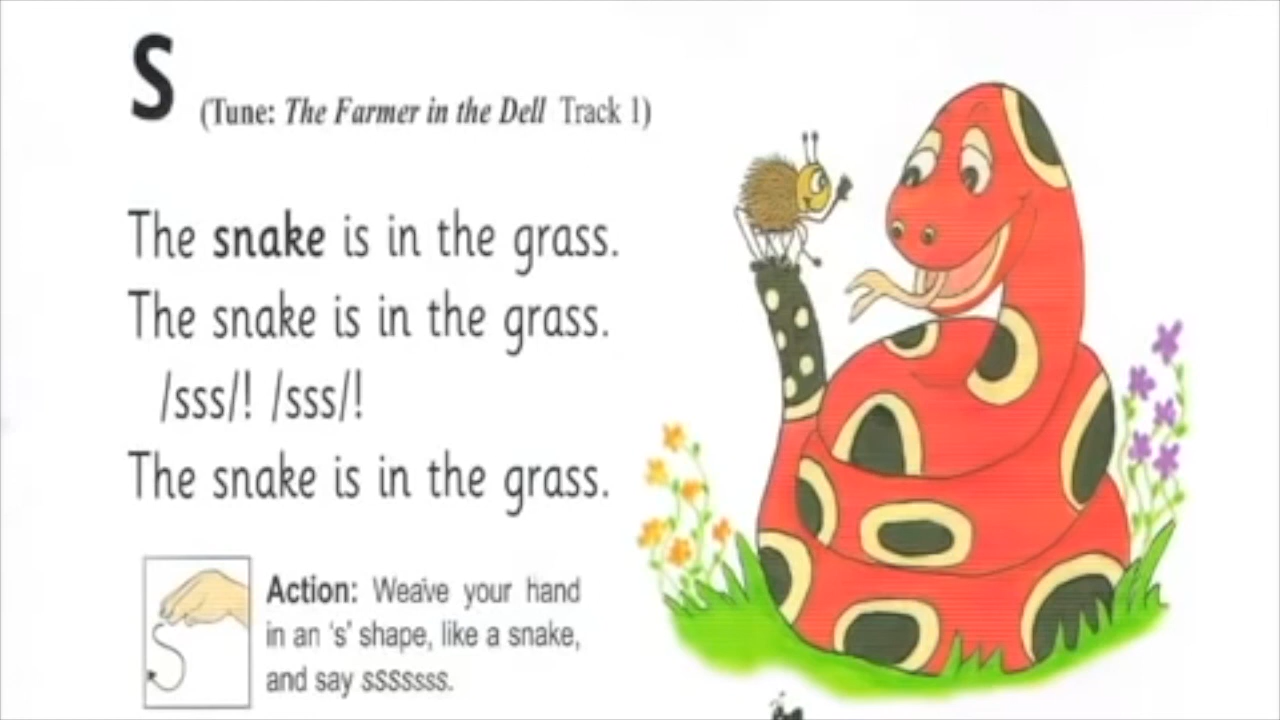 S
(Tune: The Farmer in the Dell Track 1)
The snake is in the grass.
The snake is in the grass.
/sss/! /sss/!
The snake is in the grass.
Action: Weave your hand
in an ‘s’ shape, like a snake,
and say sssssss.